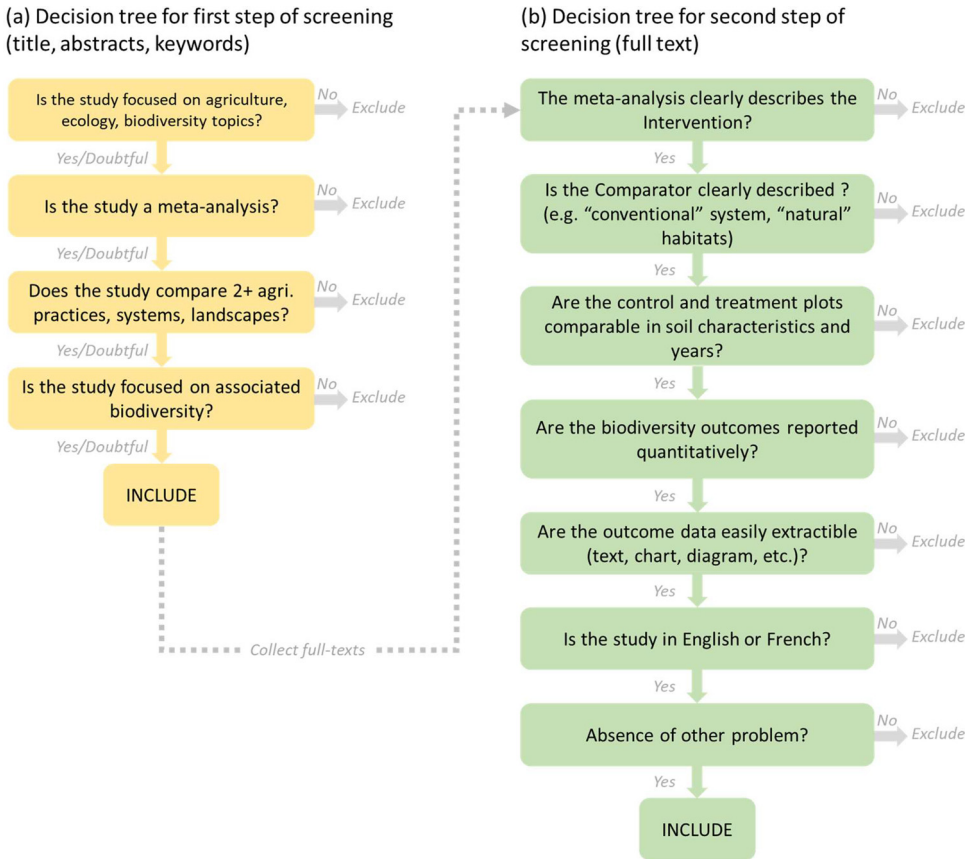 (a) Decision tree for first step of screening
(title, abstracts, keywords)
Is the study focused on agriculture,
ecology, biodiversity topics?
No
Exclude
Yes/Doubtful
Is the study a meta-analysis?
No
Exclude
Yes/Doubtful
Does the study compare 2+ agri.
practices, systems, landscapes?
No
Exclude
Yes/Doubtful
Is the study focused on associated
biodiversity?
No
Exclude
Yes/Doubtful
INCLUDE
Collect full-texts
(b) Decision tree for second step of
screening (full text)
The meta-analysis clearly describes the
Intervention?
No
Exclude
Yes
Is the Comparator clearly described ?
(e.g. “conventional” system, “natural”
habitats)
No
Exclude
Yes
Are the control and treatment plots
comparable in soil characteristics and
years?
No
Exclude
Yes
Are the biodiversity outcomes reported
quantitatively?
No
Exclude
Yes
Are the outcome data easily extractible
(text, chart, diagram, etc.)?
No
Exclude
Yes
Is the study in English or French?
No
Exclude
Yes
Absence of other problem?
No
Exclude
Yes
INCLUDE